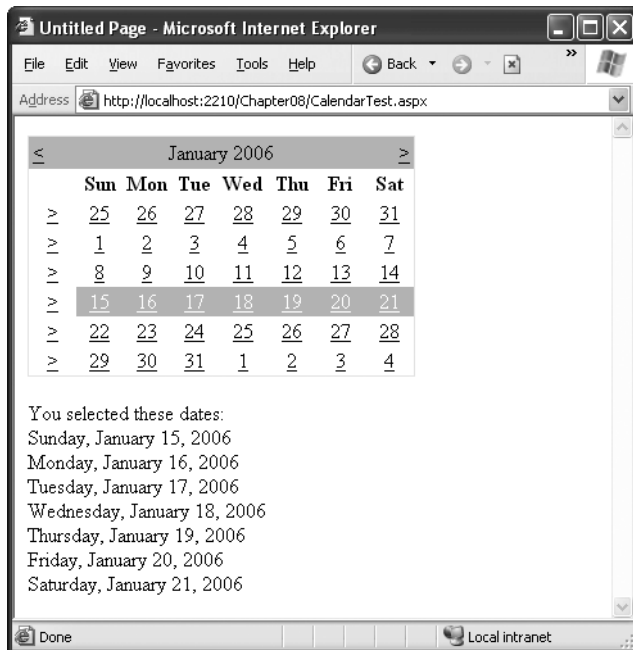 Untitled Page - Microsoft Internet Explorer
File Edit View Favorites Tools Help Back »
Address http://localhost:2210/Chapter08/CalendarTest.aspx
< January 2006 >
Sun Mon Tue Wed Thu Fri Sat
> 25 26 27 28 29 30 31
> 1 2 3 4 5 6 7
> 8 9 10 11 12 13 14
> 15 16 17 18 19 20 21
> 22 23 24 25 26 27 28
> 29 30 31 1 2 3 4
You selected these dates:
Sunday, January 15, 2006
Monday, January 16, 2006
Tuesday, January 17, 2006
Wednesday, January 18, 2006
Thursday, January 19, 2006
Friday, January 20, 2006
Saturday, January 21, 2006
Done Local intranet